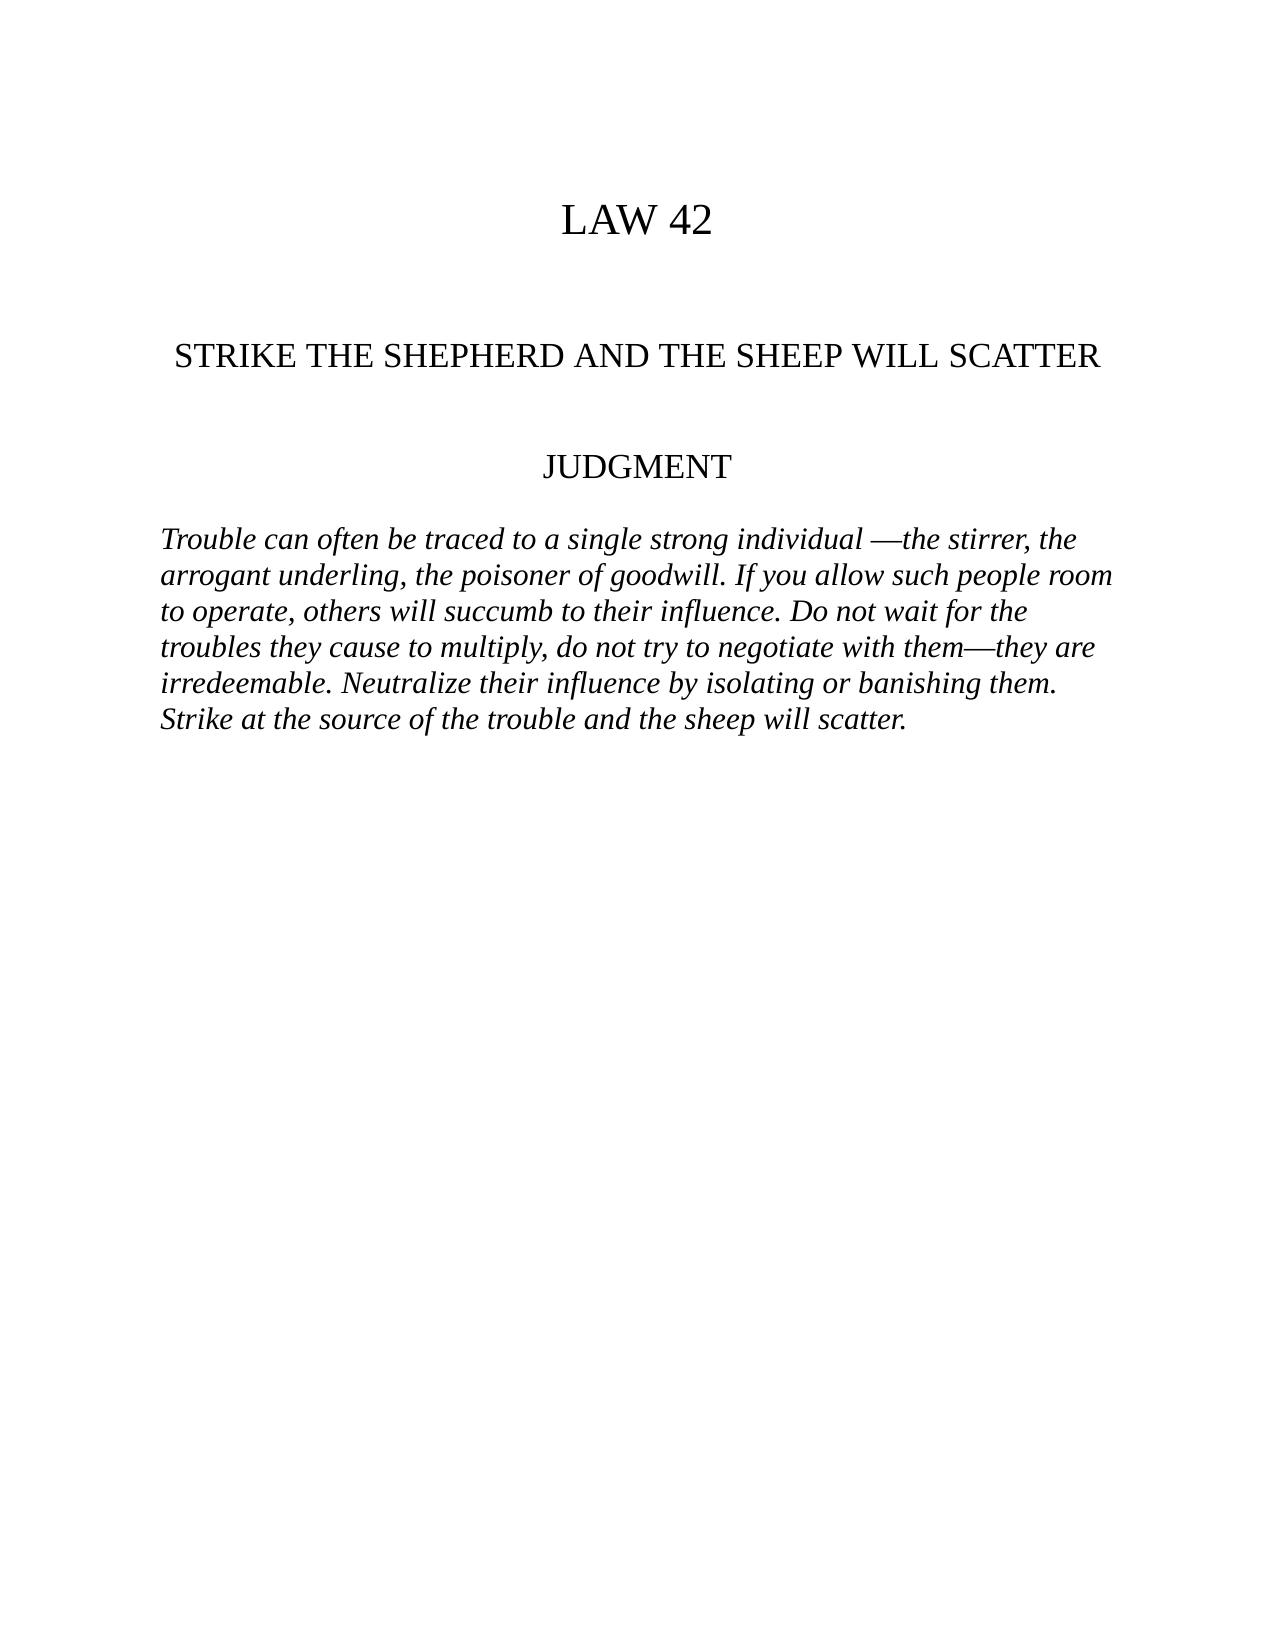 LAW 42
STRIKE THE SHEPHERD AND THE SHEEP WILL SCATTER
JUDGMENT
Trouble can often be traced to a single strong individual —the stirrer, the
arrogant underling, the poisoner of goodwill. If you allow such people room
to operate, others will succumb to their influence. Do not wait for the
troubles they cause to multiply, do not try to negotiate with them—they are
irredeemable. Neutralize their influence by isolating or banishing them.
Strike at the source of the trouble and the sheep will scatter.